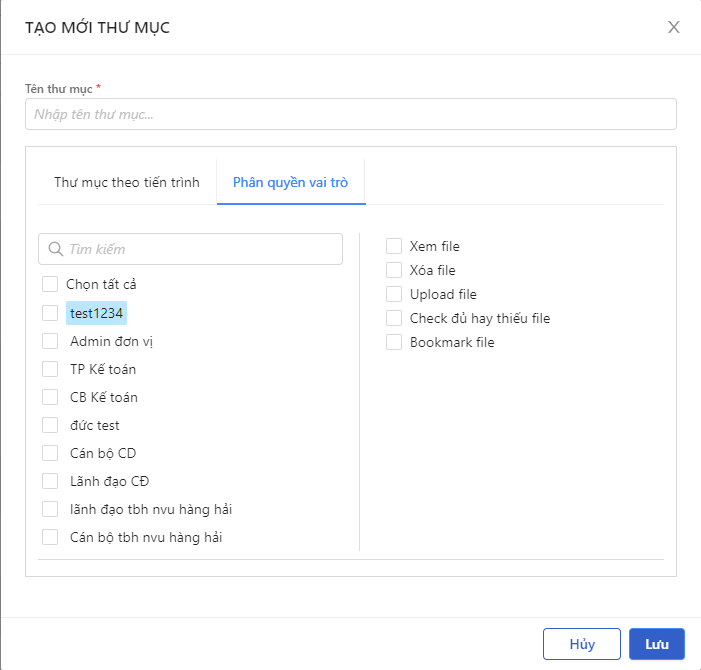 TẠO MỚI THƯ MỤC
Tên thư mục *
Nhập tên thư mục...
Thư mục theo tiến trình
Phân quyền vai trò
Tìm kiếm
Chọn tất cả
test1234
Admin đơn vị
TP Kế toán
CB Kế toán
đức test
Cán bộ CD
Lãnh đạo CĐ
lãnh đạo tbh nvu hàng hải
Cán bộ tbh nvu hàng hải
Xem file
Xóa file
Upload file
Check đủ hay thiếu file
Bookmark file
Hủy
Lưu